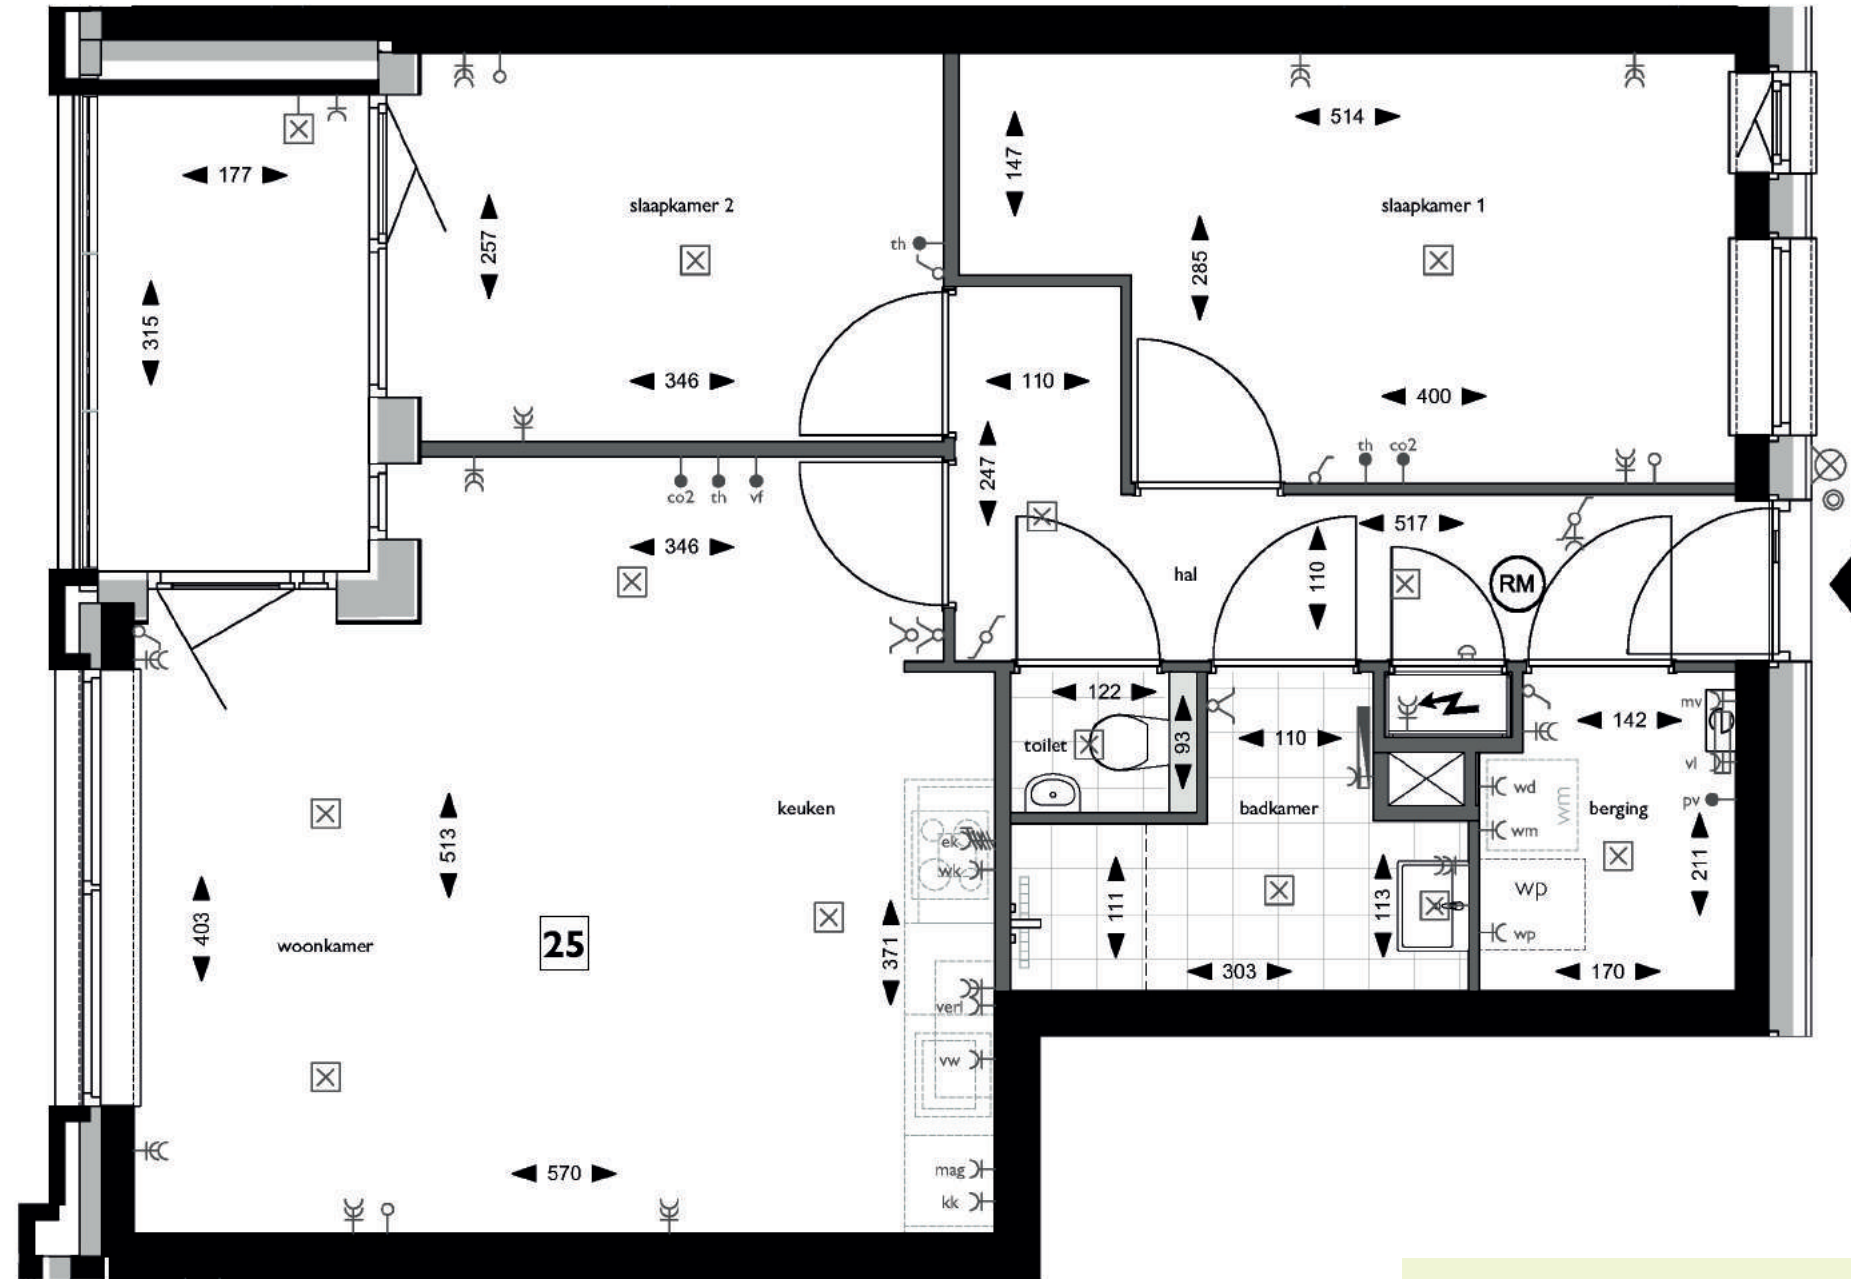 514
147
177
slaapkamer 2
slaapkamer 1
257
th
285
315
346
110
400
247
th co2
co2 th vf
346
517
hal
110
RM
122
93
110
142
mv
toilet
vl
wd
wm
pv
keuken
badkamer
berging
513
ek
wm
wk
211
wp
403
111
113
woonkamer
25
371
wp
303
170
verl
vw
mag
570
kk